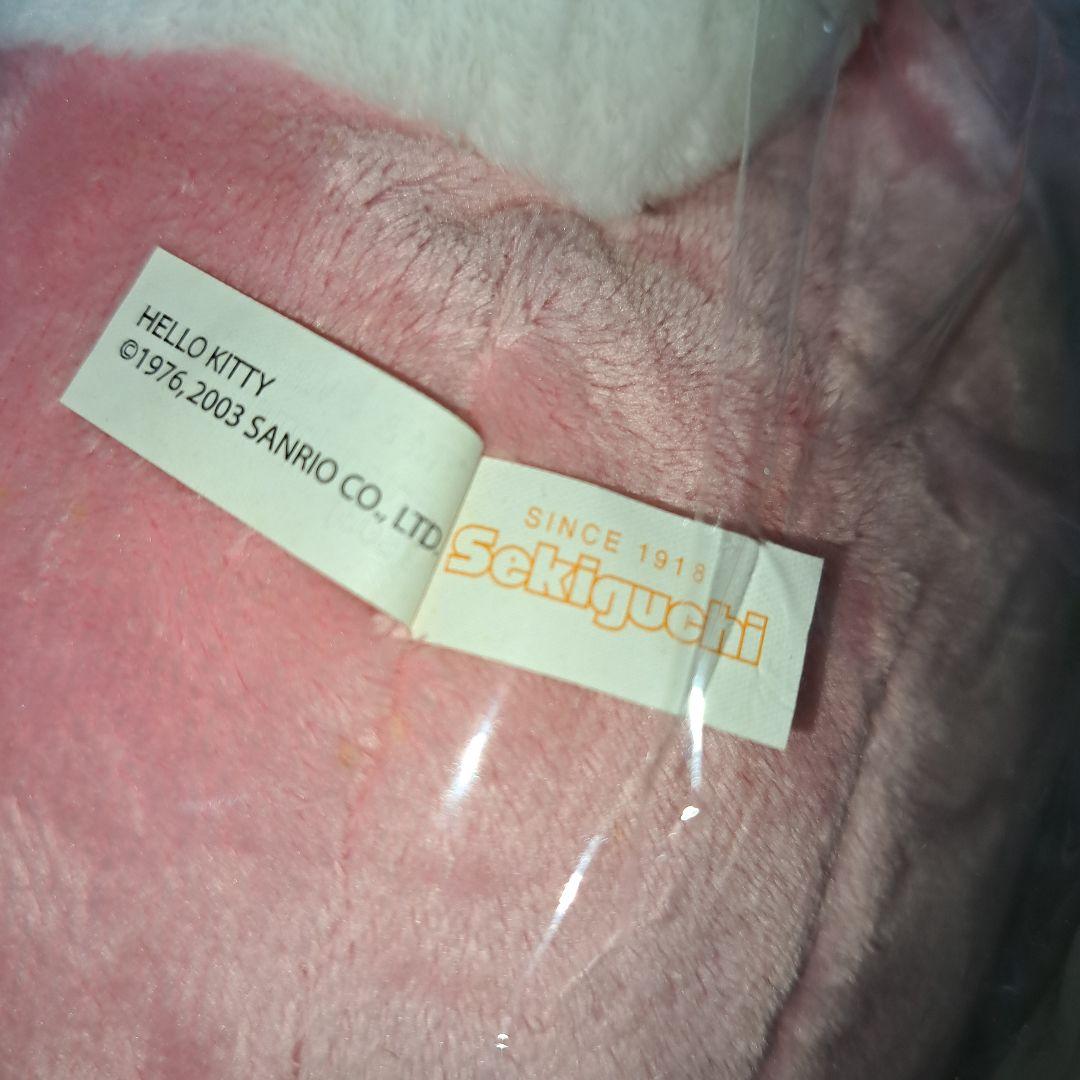 HELLO KITTY
©1976, 2003 SANRIO CO., LTD.
SINCE 1918
Sekiguchi